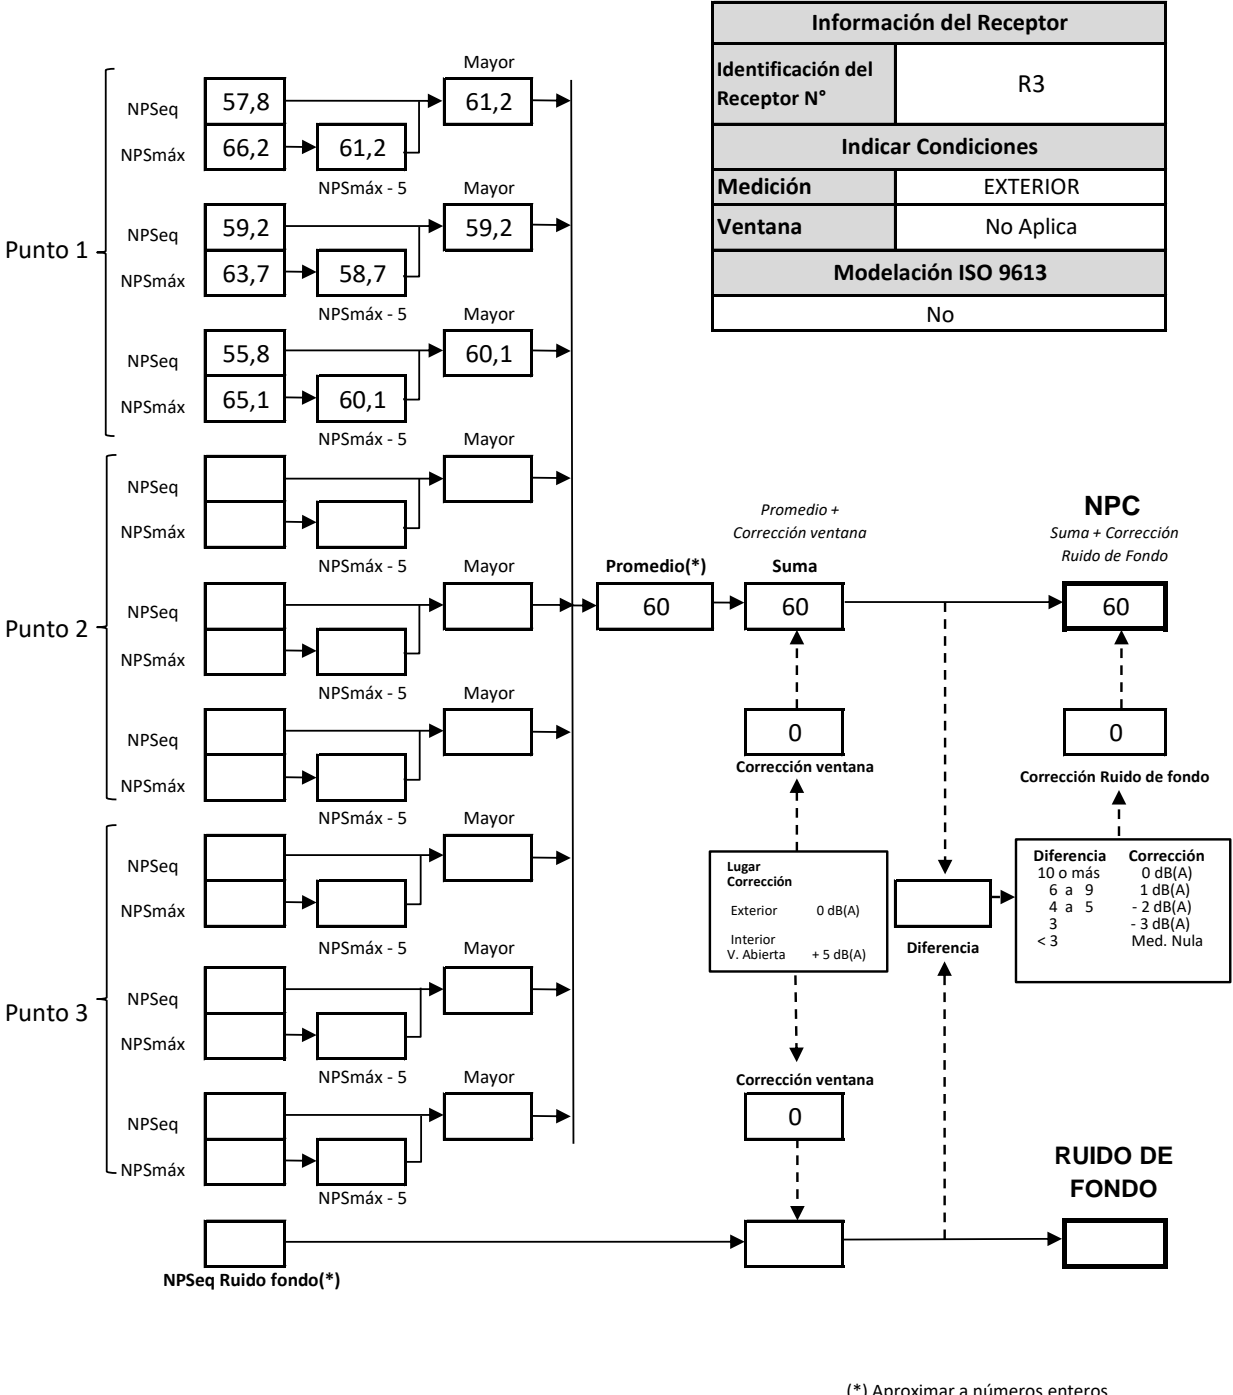 Información del Receptor
Identificación del
Receptor N°
R3
Indicar Condiciones
Medición
EXTERIOR
Ventana
No Aplica
Modelación ISO 9613
No
Punto 1
Mayor
NPSeq
57,8
61,2
NPSmáx
66,2
61,2
NPSmáx - 5
Mayor
NPSeq
59,2
59,2
NPSmáx
63,7
58,7
NPSmáx - 5
Mayor
NPSeq
55,8
60,1
NPSmáx
65,1
60,1
NPSmáx - 5
Punto 2
Mayor
NPSeq
NPSmáx
NPSmáx - 5
Mayor
NPSeq
NPSmáx
NPSmáx - 5
Mayor
NPSeq
NPSmáx
NPSmáx - 5
Punto 3
Mayor
NPSeq
NPSmáx
NPSmáx - 5
Mayor
NPSeq
NPSmáx
NPSmáx - 5
Mayor
NPSeq
NPSmáx
NPSmáx - 5
NPSeq Ruido fondo(*)
Promedio(*)
60
Promedio +
Corrección ventana
Suma
60
0
Corrección ventana
Lugar
Corrección
Exterior 0 dB(A)
Interior
V. Abierta + 5 dB(A)
Corrección ventana
0
Diferencia
NPC
Suma + Corrección
Ruido de Fondo
60
0
Corrección Ruido de fondo
Diferencia Corrección
10 o más 0 dB(A)
6 a 9 1 dB(A)
4 a 5 - 2 dB(A)
3 - 3 dB(A)
< 3 Med. Nula
RUIDO DE
FONDO
(*) Aproximar a números enteros